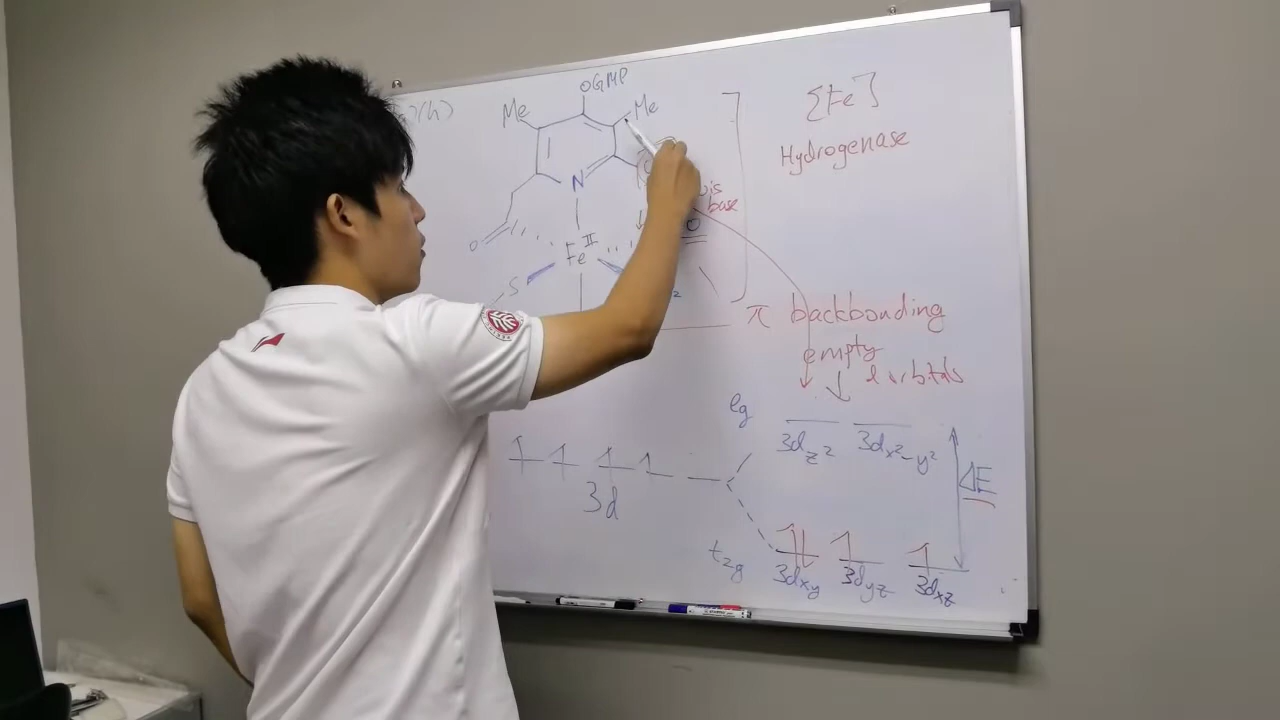 OGMP
Me
Me
[Fe]
Hydrogenase
N
base
O
O
Fe II
S
2
π backbonding
empty
d orbitals
eg
3dz² 3dx²-y²
ΔE
3d
t2g
3dxy 3dyz 3dxz